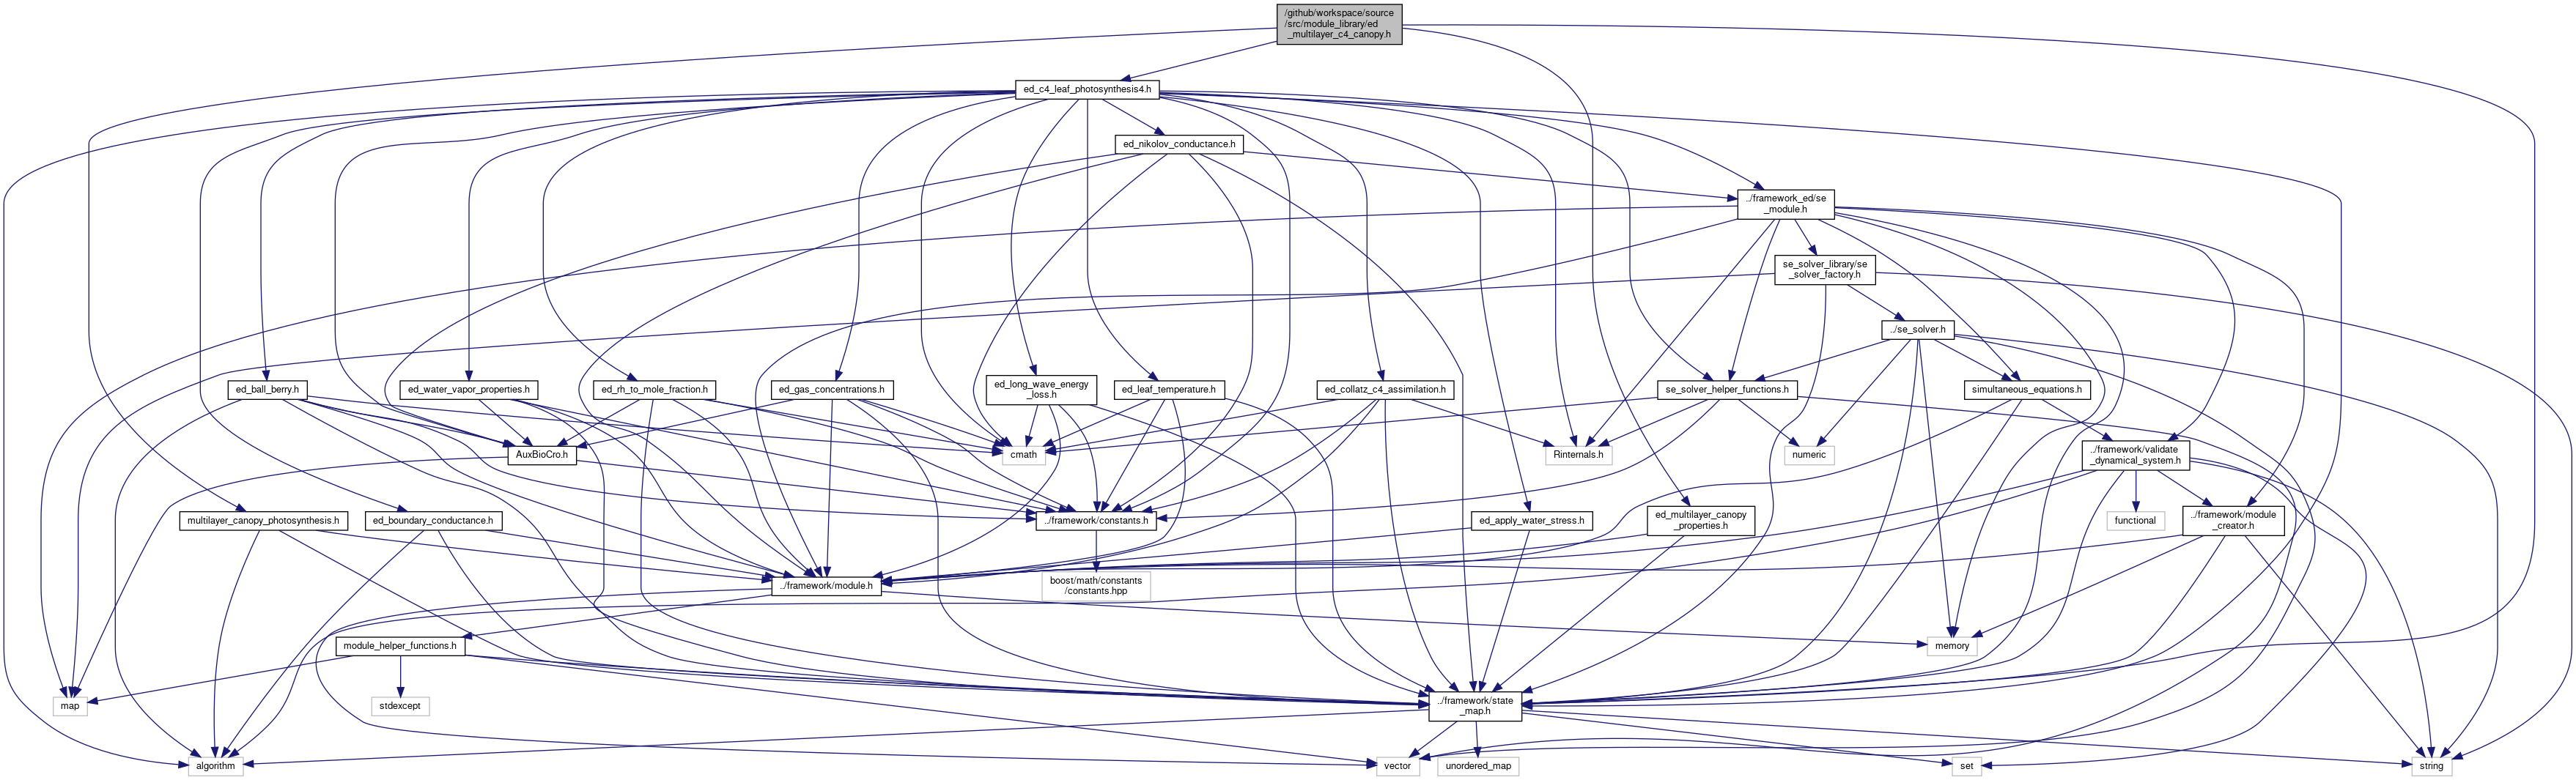 /github/workspace/source
/src/module_library/ed
_multilayer_c4_canopy.h
ed_c4_leaf_photosynthesis4.h
ed_nikolov_conductance.h
../framework_ed/se
_module.h
se_solver_library/se
_solver_factory.h
../se_solver.h
ed_ball_berry.h
ed_water_vapor_properties.h
ed_rh_to_mole_fraction.h
ed_gas_concentrations.h
ed_long_wave_energy
_loss.h
ed_leaf_temperature.h
ed_collatz_c4_assimilation.h
se_solver_helper_functions.h
simultaneous_equations.h
AuxBioCro.h
cmath
Rinternals.h
numeric
../framework/validate
_dynamical_system.h
multilayer_canopy_photosynthesis.h
ed_boundary_conductance.h
../framework/constants.h
ed_apply_water_stress.h
ed_multilayer_canopy
_properties.h
functional
../framework/module
_creator.h
../framework/module.h
boost/math/constants
/constants.hpp
module_helper_functions.h
memory
map
stdexcept
../framework/state
_map.h
algorithm
vector
unordered_map
set
string